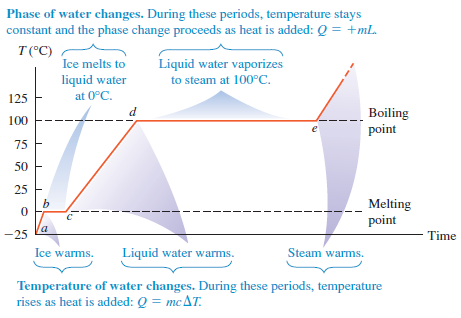 Phase of water changes. During these periods, temperature stays
constant and the phase change proceeds as heat is added: Q = +mL.
T (°C)
Ice melts to
liquid water
at 0°C.
Liquid water vaporizes
to steam at 100°C.
125
100
75
50
25
0
−25
a
b
c
d
e
Boiling
point
Melting
point
Time
Ice warms.
Liquid water warms.
Steam warms.
Temperature of water changes. During these periods, temperature
rises as heat is added: Q = mcΔT.